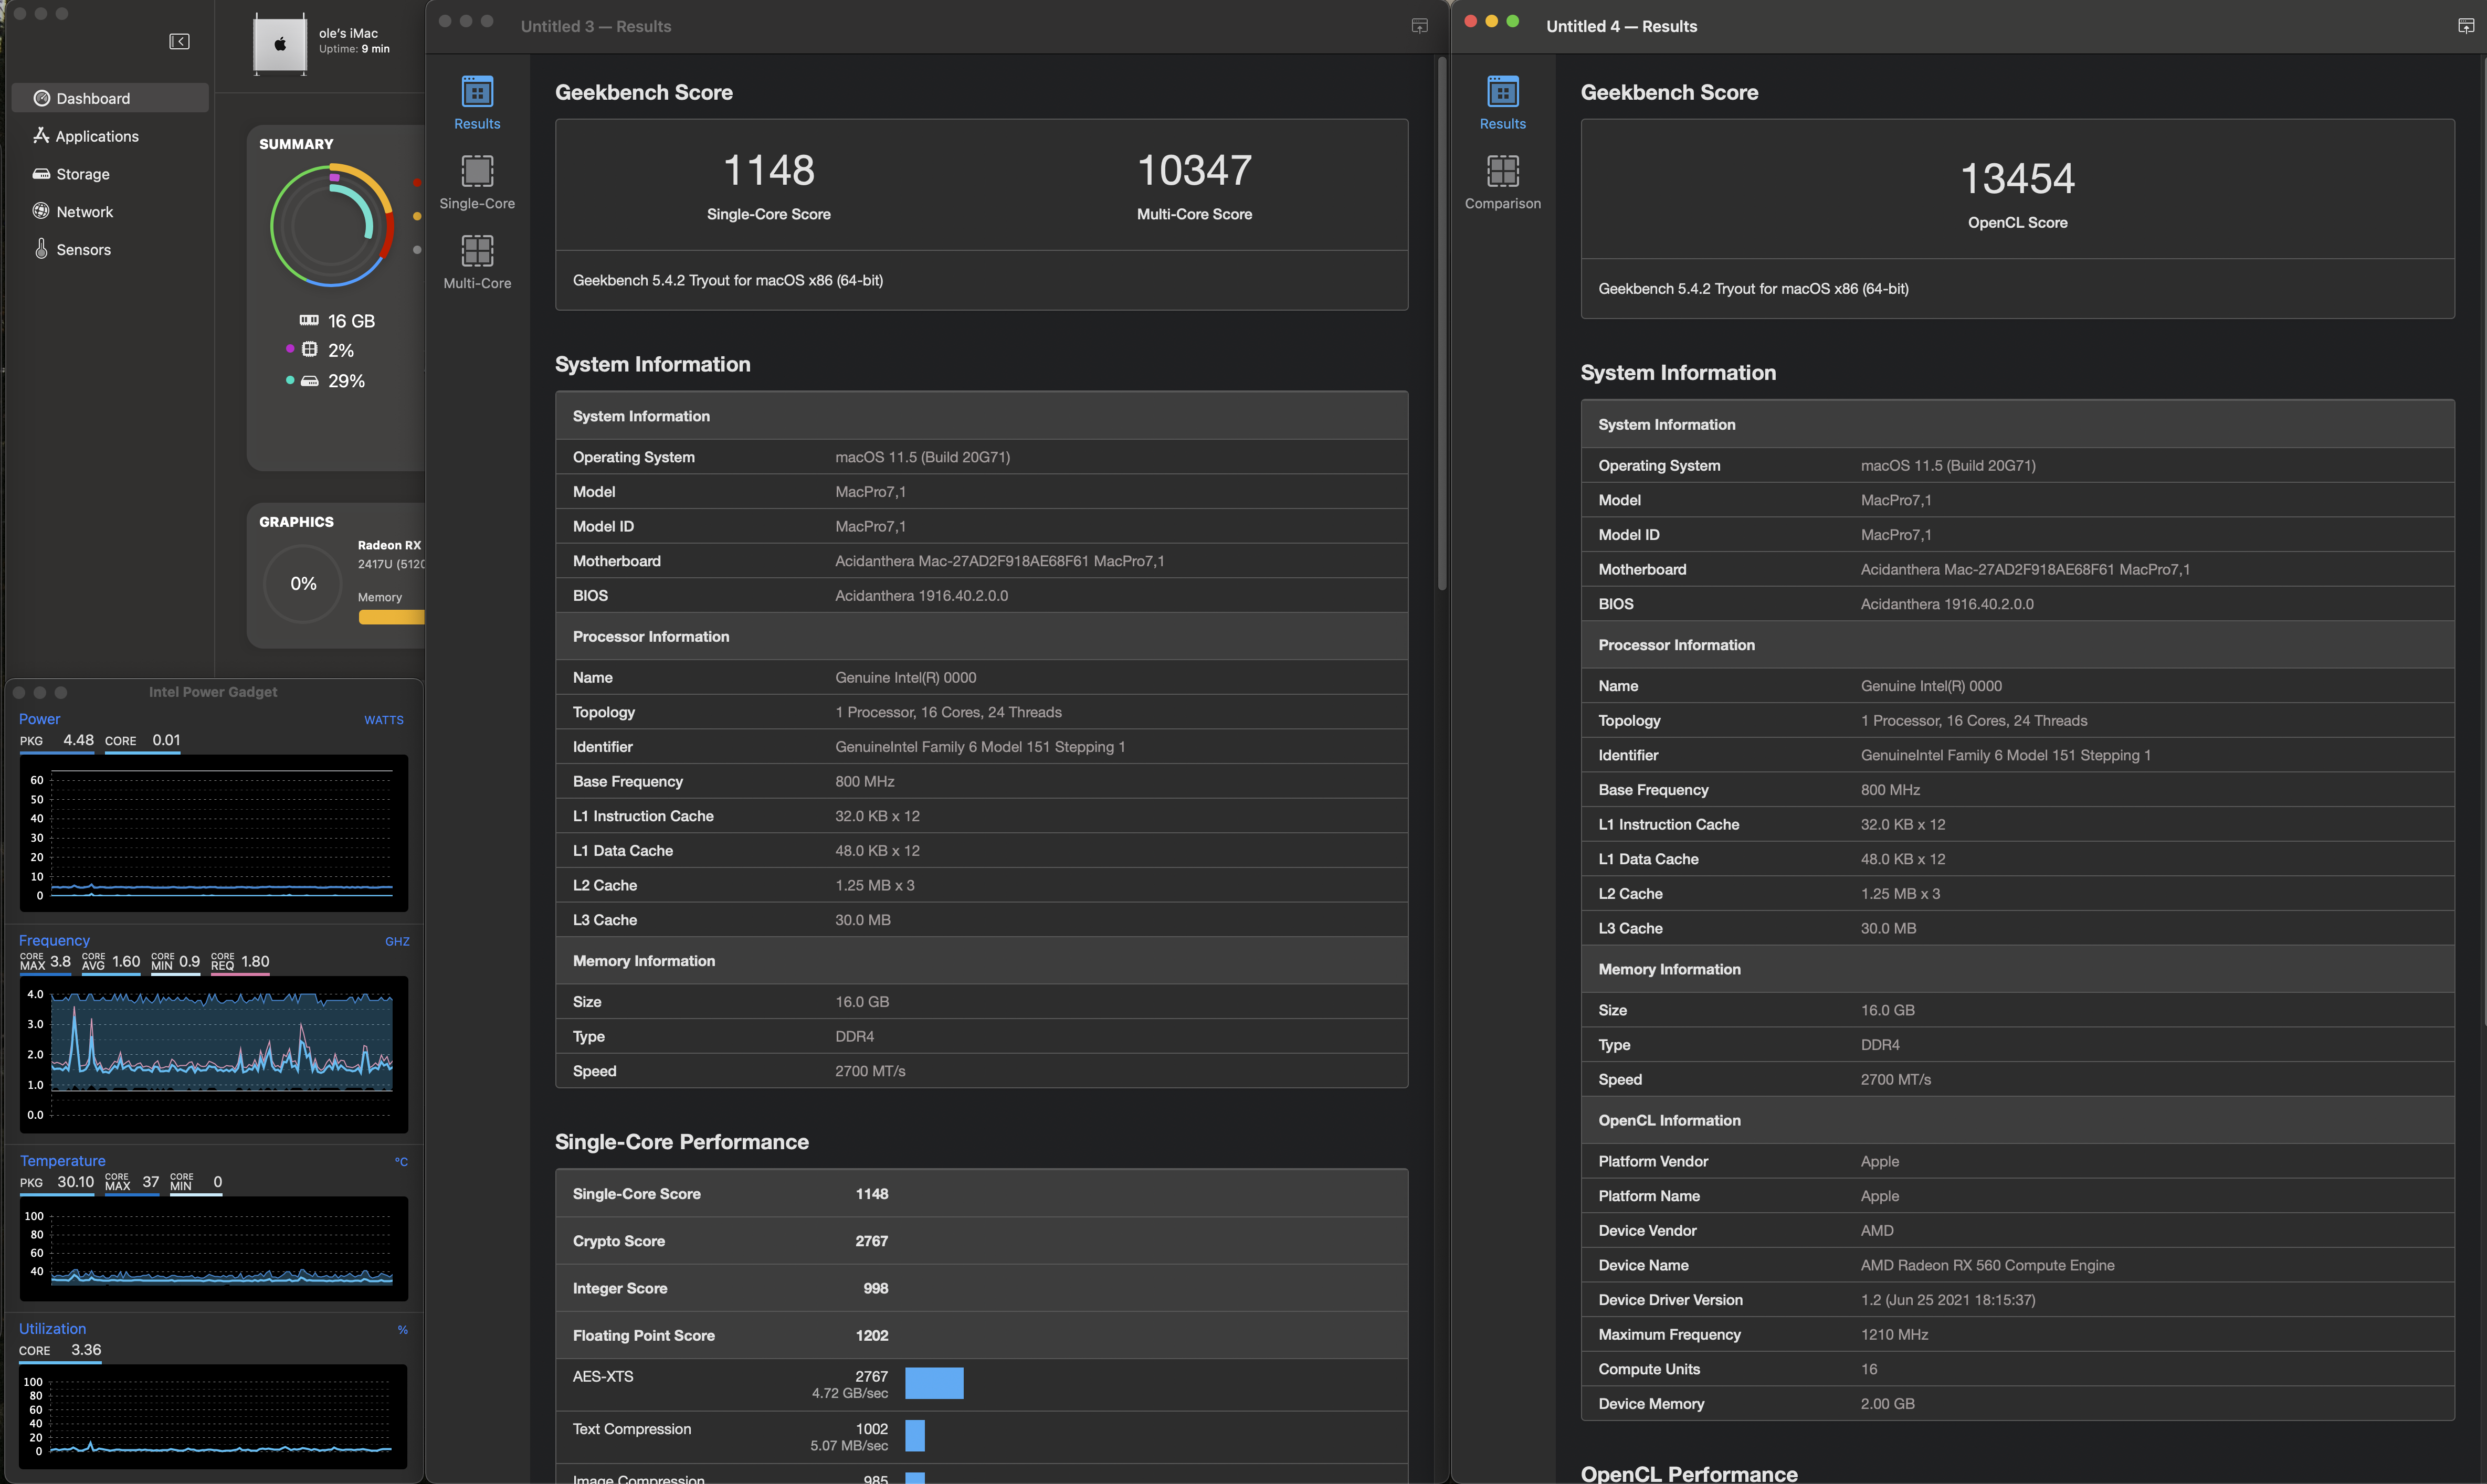 ole's iMac
Uptime: 9 min
Dashboard
Applications
Storage
Network
Sensors
SUMMARY
16 GB
2%
29%
GRAPHICS
Radeon RX
2417U (512
0%
Memory
Intel Power Gadget
Power WATTS
PKG 4.48 CORE 0.01
60
50
40
30
20
10
0
Frequency GHZ
CORE MAX 3.8 CORE AVG 1.60 CORE MIN 0.9 CORE REQ 1.80
4.0
3.0
2.0
1.0
0.0
Temperature °C
PKG 30.10 CORE MAX 37 CORE MIN 0
100
80
60
40
Utilization %
CORE 3.36
100
80
60
40
20
0
Untitled 3 — Results
Results
Single-Core
Multi-Core
Geekbench Score
1148 10347
Single-Core Score Multi-Core Score
Geekbench 5.4.2 Tryout for macOS x86 (64-bit)
System Information
System Information
Operating System macOS 11.5 (Build 20G71)
Model MacPro7,1
Model ID MacPro7,1
Motherboard Acidanthera Mac-27AD2F918AE68F61 MacPro7,1
BIOS Acidanthera 1916.40.2.0.0
Processor Information
Name Genuine Intel(R) 0000
Topology 1 Processor, 16 Cores, 24 Threads
Identifier GenuineIntel Family 6 Model 151 Stepping 1
Base Frequency 800 MHz
L1 Instruction Cache 32.0 KB x 12
L1 Data Cache 48.0 KB x 12
L2 Cache 1.25 MB x 3
L3 Cache 30.0 MB
Memory Information
Size 16.0 GB
Type DDR4
Speed 2700 MT/s
Single-Core Performance
Single-Core Score 1148
Crypto Score 2767
Integer Score 998
Floating Point Score 1202
AES-XTS 2767
4.72 GB/sec
Text Compression 1002
5.07 MB/sec
Image Compression 985
Untitled 4 — Results
Results
Comparison
Geekbench Score
13454
OpenCL Score
Geekbench 5.4.2 Tryout for macOS x86 (64-bit)
System Information
System Information
Operating System macOS 11.5 (Build 20G71)
Model MacPro7,1
Model ID MacPro7,1
Motherboard Acidanthera Mac-27AD2F918AE68F61 MacPro7,1
BIOS Acidanthera 1916.40.2.0.0
Processor Information
Name Genuine Intel(R) 0000
Topology 1 Processor, 16 Cores, 24 Threads
Identifier GenuineIntel Family 6 Model 151 Stepping 1
Base Frequency 800 MHz
L1 Instruction Cache 32.0 KB x 12
L1 Data Cache 48.0 KB x 12
L2 Cache 1.25 MB x 3
L3 Cache 30.0 MB
Memory Information
Size 16.0 GB
Type DDR4
Speed 2700 MT/s
OpenCL Information
Platform Vendor Apple
Platform Name Apple
Device Vendor AMD
Device Name AMD Radeon RX 560 Compute Engine
Device Driver Version 1.2 (Jun 25 2021 18:15:37)
Maximum Frequency 1210 MHz
Compute Units 16
Device Memory 2.00 GB
OpenCL Performance